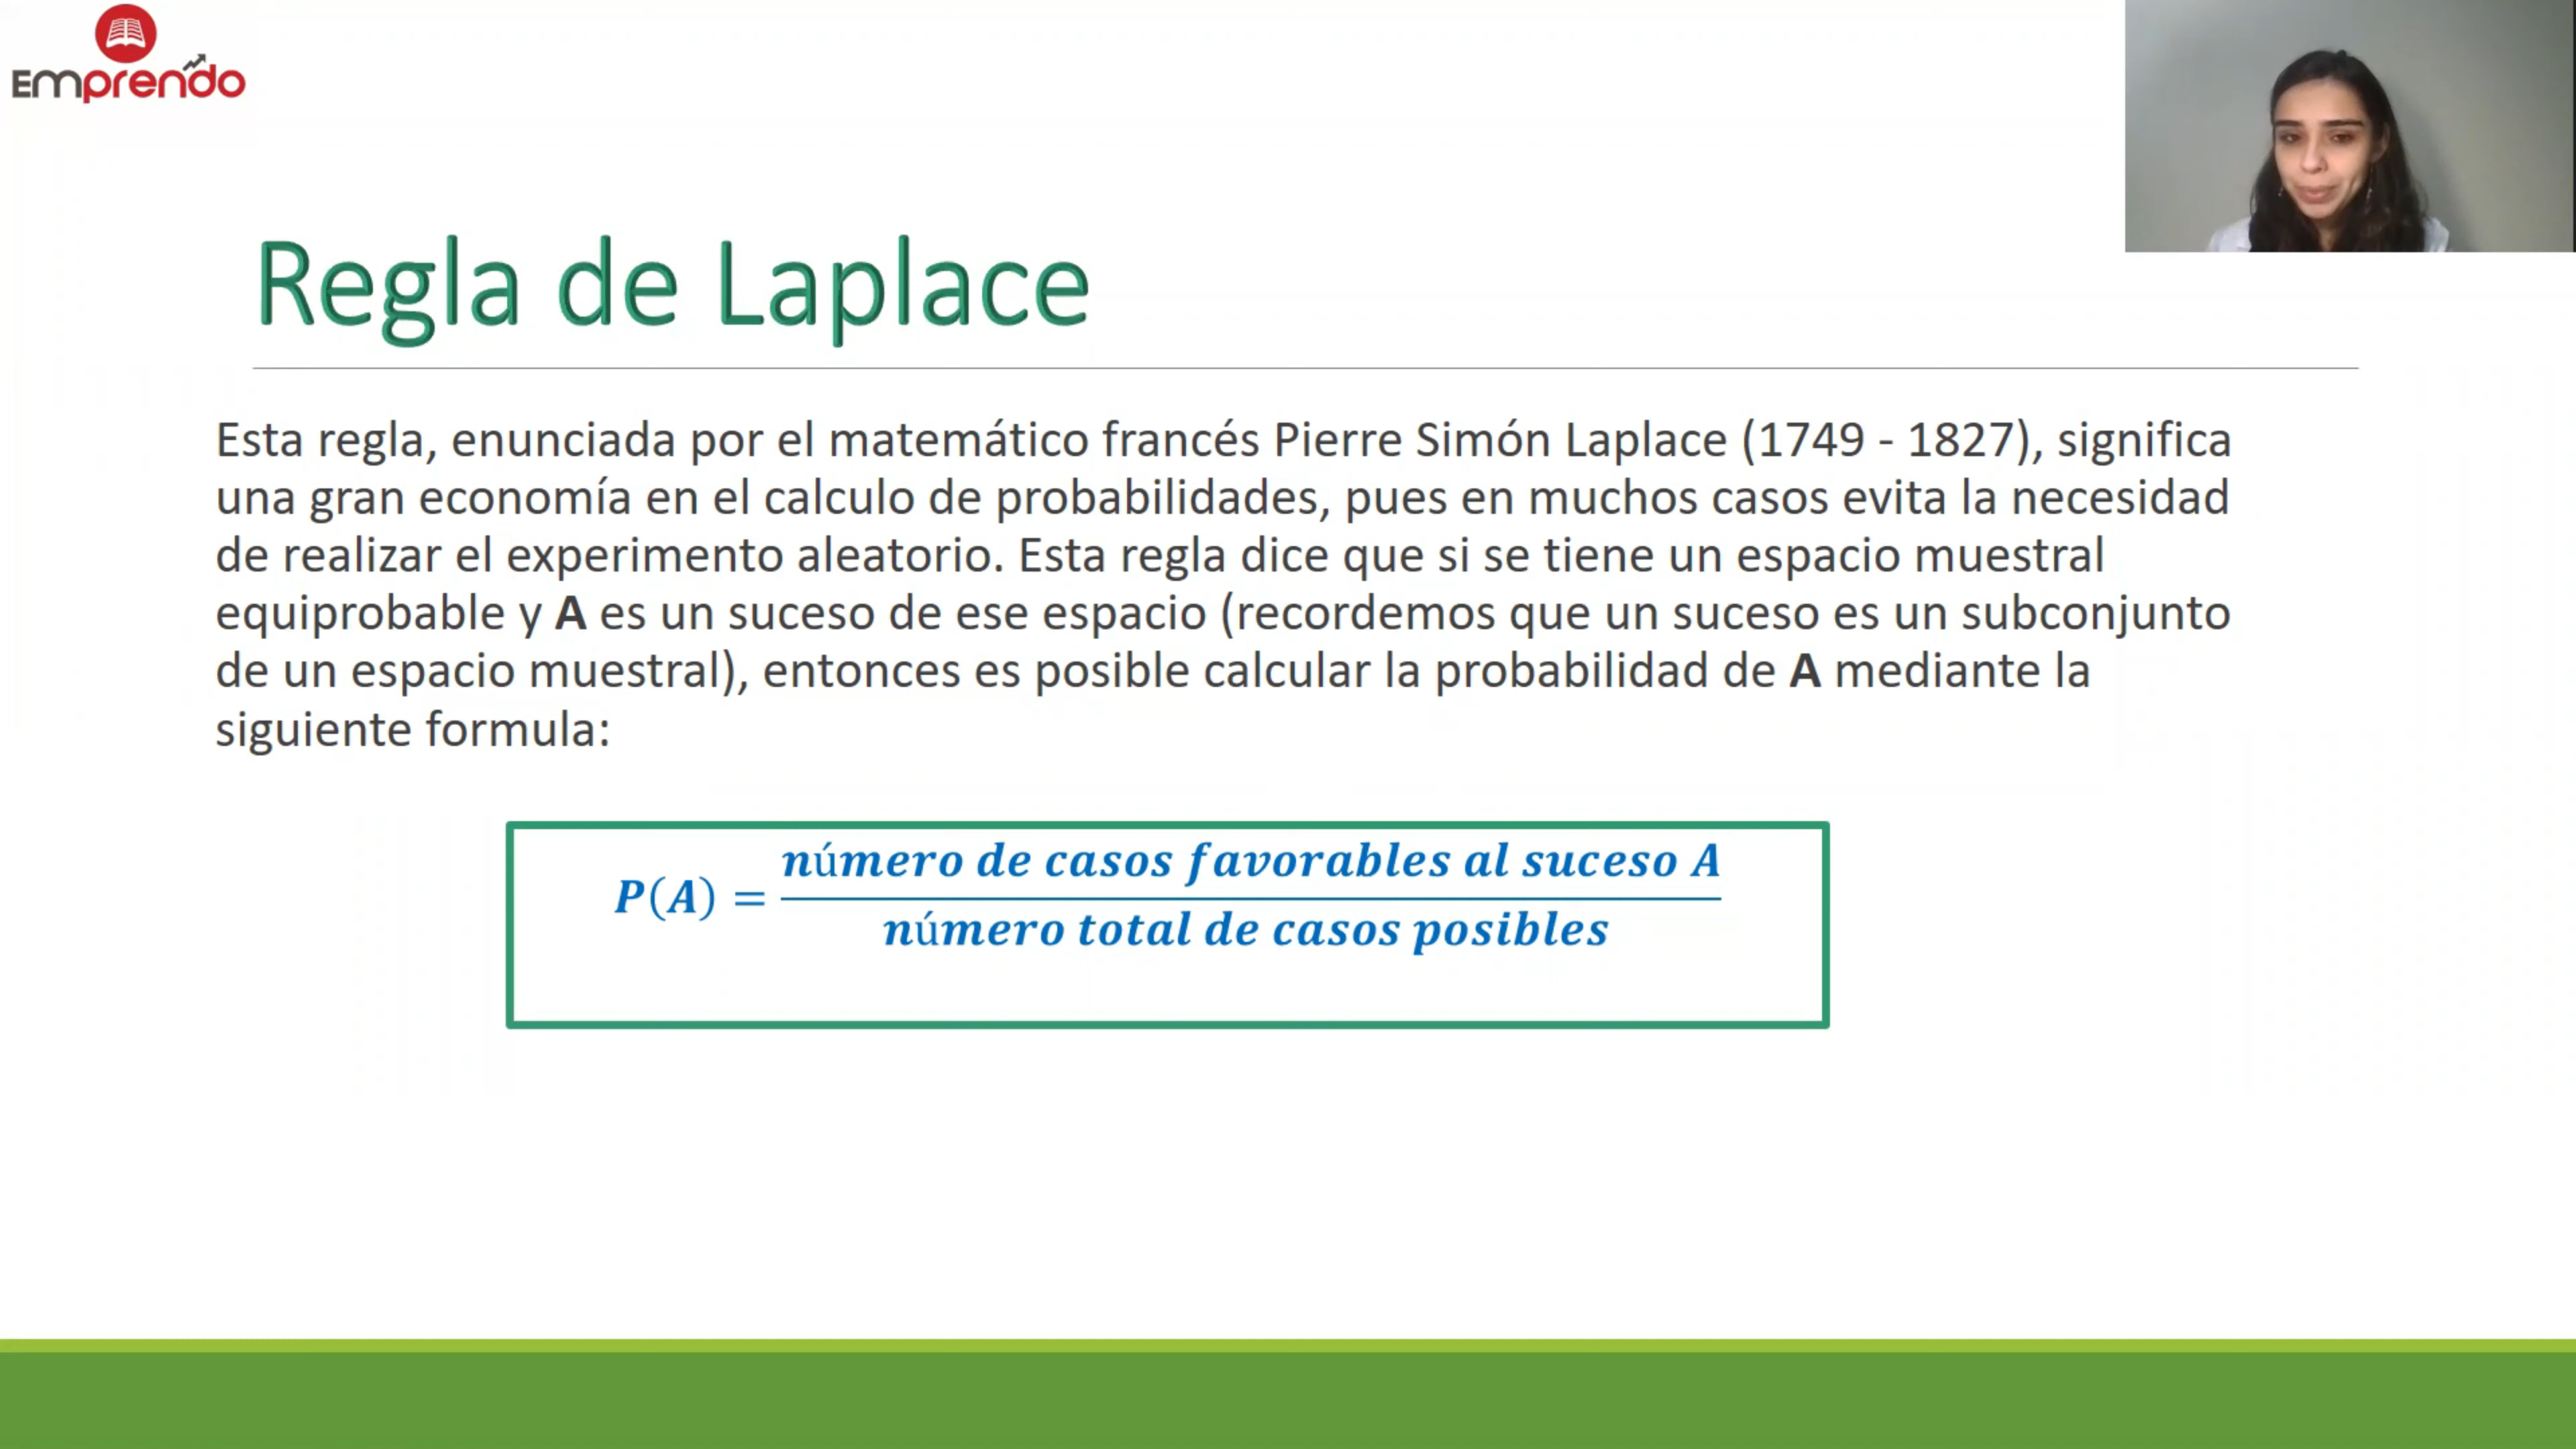 Emprendo
Regla de Laplace
Esta regla, enunciada por el matemático francés Pierre Simón Laplace (1749 - 1827), significa
una gran economía en el calculo de probabilidades, pues en muchos casos evita la necesidad
de realizar el experimento aleatorio. Esta regla dice que si se tiene un espacio muestral
equiprobable y A es un suceso de ese espacio (recordemos que un suceso es un subconjunto
de un espacio muestral), entonces es posible calcular la probabilidad de A mediante la
siguiente formula:
número de casos favorables al suceso A
P(A) =
número total de casos posibles